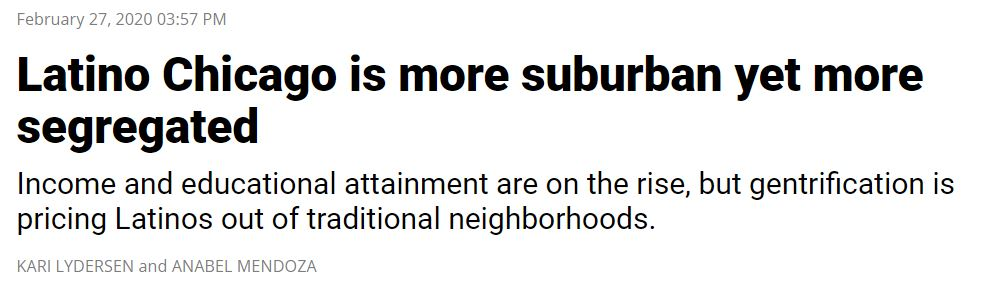 February 27, 2020 03:57 PM
Latino Chicago is more suburban yet more
segregated
Income and educational attainment are on the rise, but gentrification is
pricing Latinos out of traditional neighborhoods.
KARI LYDERSEN and ANABEL MENDOZA